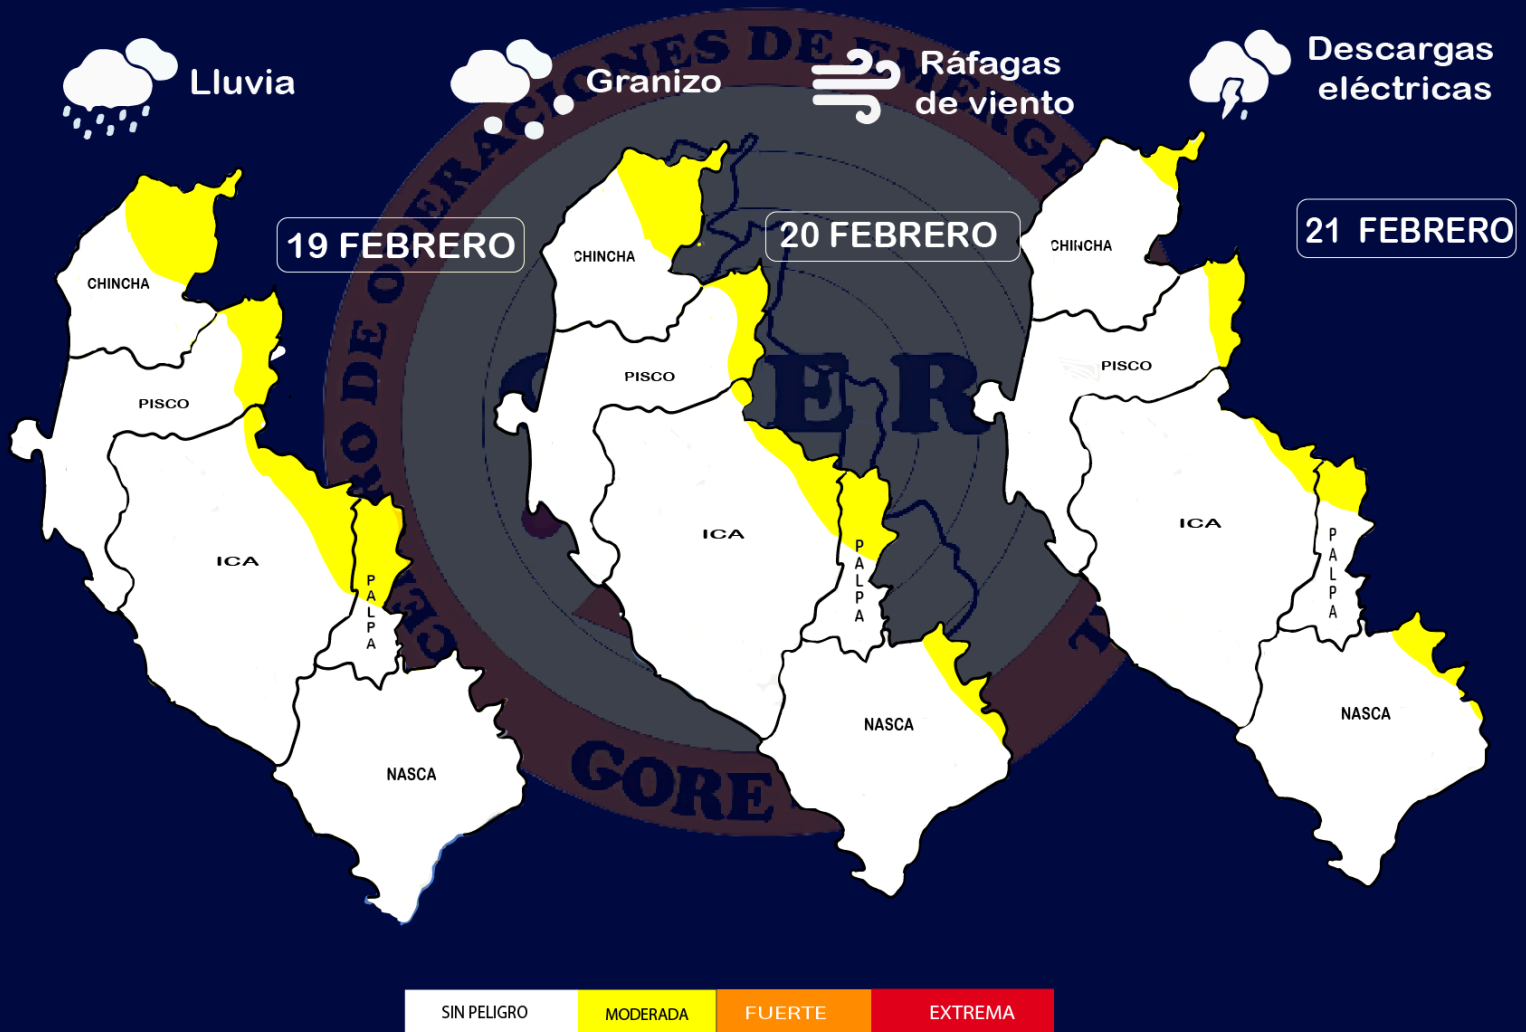 Lluvia
Granizo
Ráfagas
de viento
Descargas
eléctricas
19 FEBRERO
20 FEBRERO
21 FEBRERO
CHINCHA
PISCO
ICA
PALPA
NASCA
CHINCHA
PISCO
ICA
PALPA
NASCA
CHINCHA
PISCO
ICA
PALPA
NASCA
GORE
SIN PELIGRO
MODERADA
FUERTE
EXTREMA